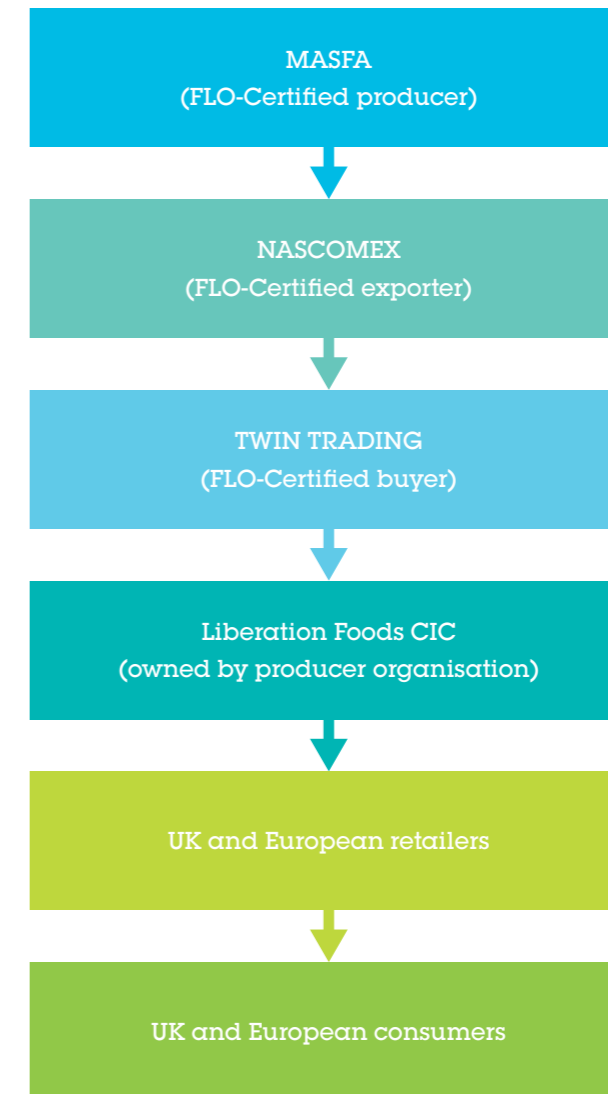 MASFA
(FLO-Certified producer)
NASCOMEX
(FLO-Certified exporter)
TWIN TRADING
(FLO-Certified buyer)
Liberation Foods CIC
(owned by producer organisation)
UK and European retailers
UK and European consumers